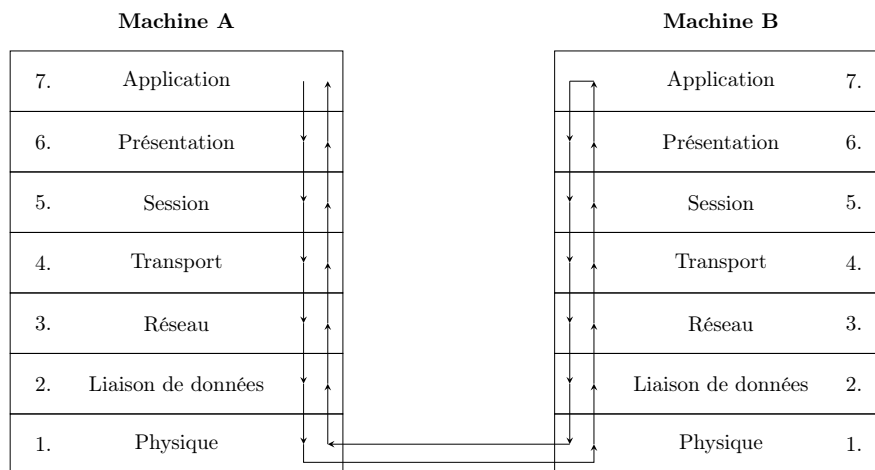 Machine A Machine B
7. Application Application 7.
6. Présentation Présentation 6.
5. Session Session 5.
4. Transport Transport 4.
3. Réseau Réseau 3.
2. Liaison de données Liaison de données 2.
1. Physique Physique 1.